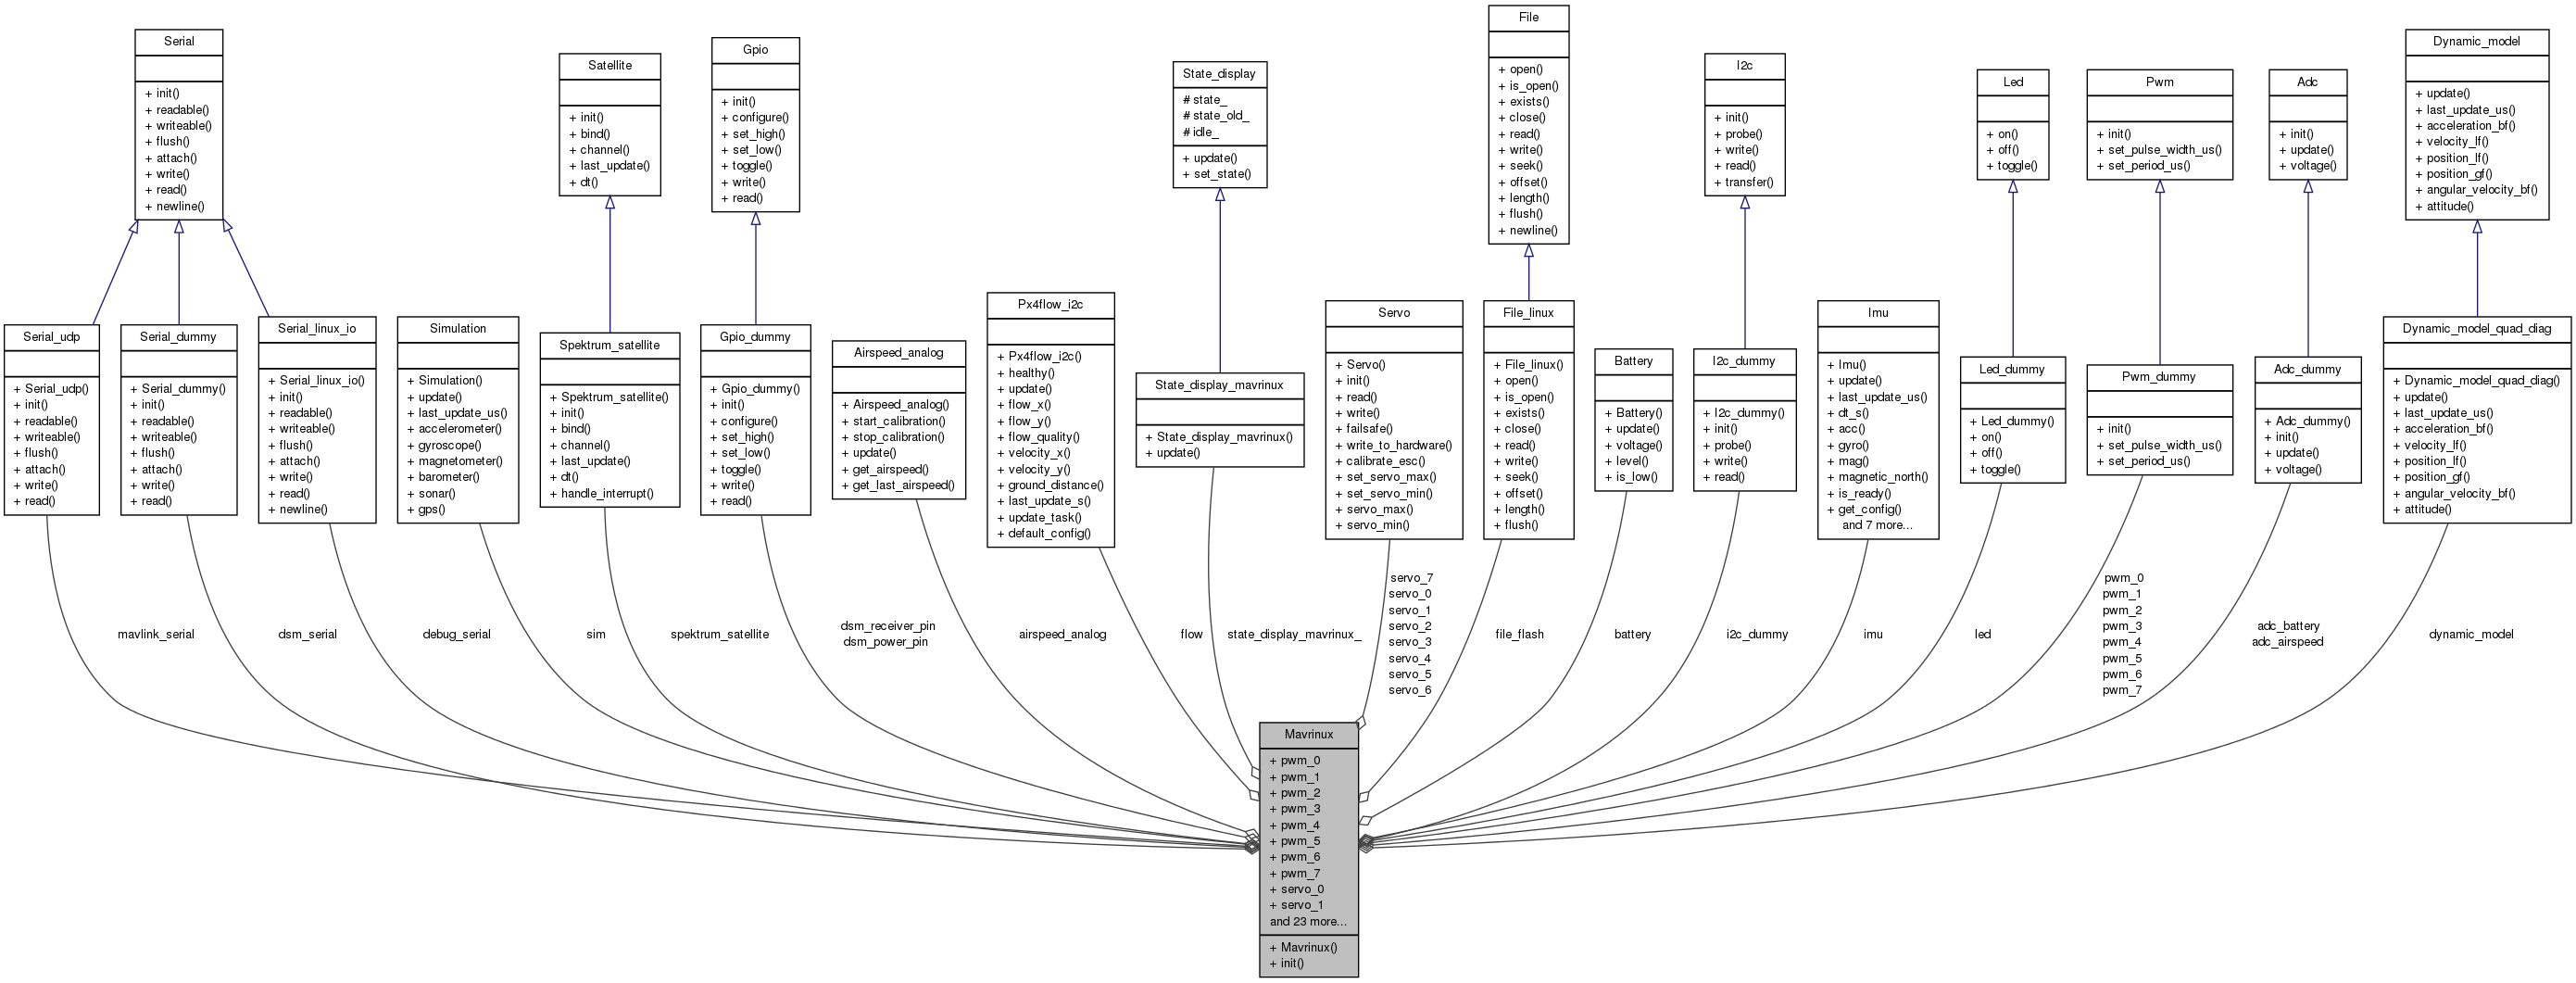 Serial
+ init()
+ readable()
+ writeable()
+ flush()
+ attach()
+ write()
+ read()
+ newline()
Satellite
+ init()
+ bind()
+ channel()
+ last_update()
+ dt()
Gpio
+ init()
+ configure()
+ set_high()
+ set_low()
+ toggle()
+ write()
+ read()
State_display
# state_
# state_old_
# idle_
+ update()
+ set_state()
File
+ open()
+ is_open()
+ exists()
+ close()
+ read()
+ write()
+ seek()
+ offset()
+ length()
+ flush()
+ newline()
I2c
+ init()
+ probe()
+ write()
+ read()
+ transfer()
Led
+ on()
+ off()
+ toggle()
Pwm
+ init()
+ set_pulse_width_us()
+ set_period_us()
Adc
+ init()
+ update()
+ voltage()
Dynamic_model
+ update()
+ last_update_us()
+ acceleration_bf()
+ velocity_lf()
+ position_lf()
+ position_gf()
+ angular_velocity_bf()
+ attitude()
Serial_udp
+ Serial_udp()
+ init()
+ readable()
+ writeable()
+ flush()
+ attach()
+ write()
+ read()
Serial_dummy
+ Serial_dummy()
+ init()
+ readable()
+ writeable()
+ flush()
+ attach()
+ write()
+ read()
Serial_linux_io
+ Serial_linux_io()
+ init()
+ readable()
+ writeable()
+ flush()
+ attach()
+ write()
+ read()
+ newline()
Simulation
+ Simulation()
+ update()
+ last_update_us()
+ accelerometer()
+ gyroscope()
+ magnetometer()
+ barometer()
+ sonar()
+ gps()
Spektrum_satellite
+ Spektrum_satellite()
+ init()
+ bind()
+ channel()
+ last_update()
+ dt()
+ handle_interrupt()
Gpio_dummy
+ Gpio_dummy()
+ init()
+ configure()
+ set_high()
+ set_low()
+ toggle()
+ write()
+ read()
Airspeed_analog
+ Airspeed_analog()
+ start_calibration()
+ stop_calibration()
+ update()
+ get_airspeed()
+ get_last_airspeed()
Px4flow_i2c
+ Px4flow_i2c()
+ healthy()
+ update()
+ flow_x()
+ flow_y()
+ flow_quality()
+ velocity_x()
+ velocity_y()
+ ground_distance()
+ last_update_s()
+ update_task()
+ default_config()
State_display_mavrinux
+ State_display_mavrinux()
+ update()
Servo
+ Servo()
+ init()
+ read()
+ write()
+ failsafe()
+ write_to_hardware()
+ calibrate_esc()
+ set_servo_max()
+ set_servo_min()
+ servo_max()
+ servo_min()
File_linux
+ File_linux()
+ open()
+ is_open()
+ exists()
+ close()
+ read()
+ write()
+ seek()
+ offset()
+ length()
+ flush()
Battery
+ Battery()
+ update()
+ voltage()
+ level()
+ is_low()
I2c_dummy
+ I2c_dummy()
+ init()
+ probe()
+ write()
+ read()
Imu
+ Imu()
+ update()
+ last_update_us()
+ dt_s()
+ acc()
+ gyro()
+ mag()
+ magnetic_north()
+ is_ready()
+ get_config()
and 7 more...
Led_dummy
+ Led_dummy()
+ on()
+ off()
+ toggle()
Pwm_dummy
+ init()
+ set_pulse_width_us()
+ set_period_us()
Adc_dummy
+ Adc_dummy()
+ init()
+ update()
+ voltage()
Dynamic_model_quad_diag
+ Dynamic_model_quad_diag()
+ update()
+ last_update_us()
+ acceleration_bf()
+ velocity_lf()
+ position_lf()
+ position_gf()
+ angular_velocity_bf()
+ attitude()
mavlink_serial
dsm_serial
debug_serial
sim
spektrum_satellite
dsm_receiver_pin
dsm_power_pin
airspeed_analog
flow
state_display_mavrinux_
servo_7
servo_0
servo_1
servo_2
servo_3
servo_4
servo_5
servo_6
file_flash
battery
i2c_dummy
imu
led
pwm_0
pwm_1
pwm_2
pwm_3
pwm_4
pwm_5
pwm_6
pwm_7
adc_battery
adc_airspeed
dynamic_model
Mavrinux
+ pwm_0
+ pwm_1
+ pwm_2
+ pwm_3
+ pwm_4
+ pwm_5
+ pwm_6
+ pwm_7
+ servo_0
+ servo_1
and 23 more...
+ Mavrinux()
+ init()